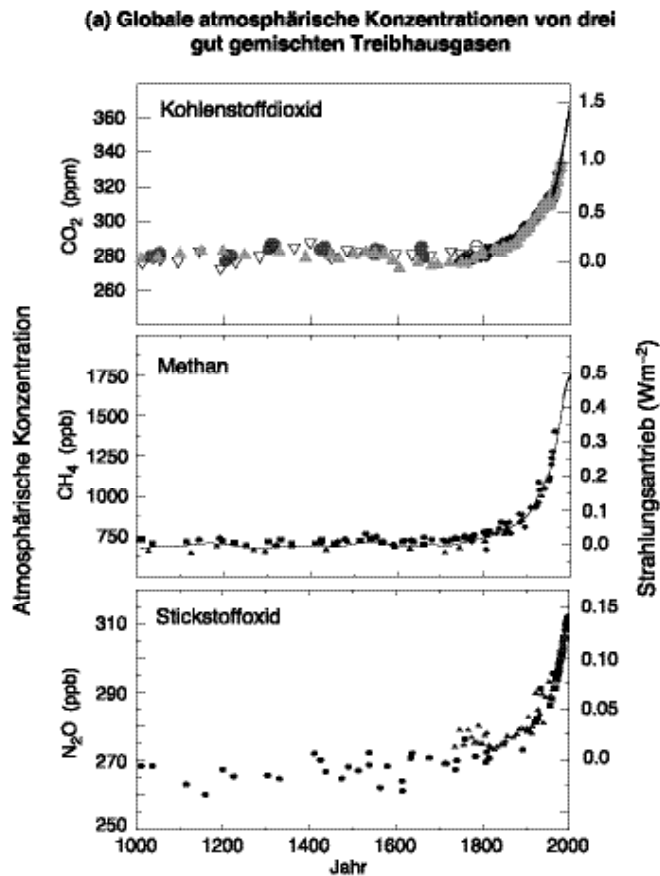 (a) Globale atmosphärische Konzentrationen von drei
gut gemischten Treibhausgasen
Atmosphärische Konzentration
Strahlungsantrieb (Wm⁻²)
Kohlenstoffdioxid
CO₂ (ppm)
360
340
320
300
280
260
1.5
1.0
0.5
0.0
Methan
CH₄ (ppb)
1750
1500
1250
1000
750
0.5
0.4
0.3
0.2
0.1
0.0
Stickstoffoxid
N₂O (ppb)
310
290
270
250
0.15
0.10
0.05
0.0
1000 1200 1400 1600 1800 2000
Jahr